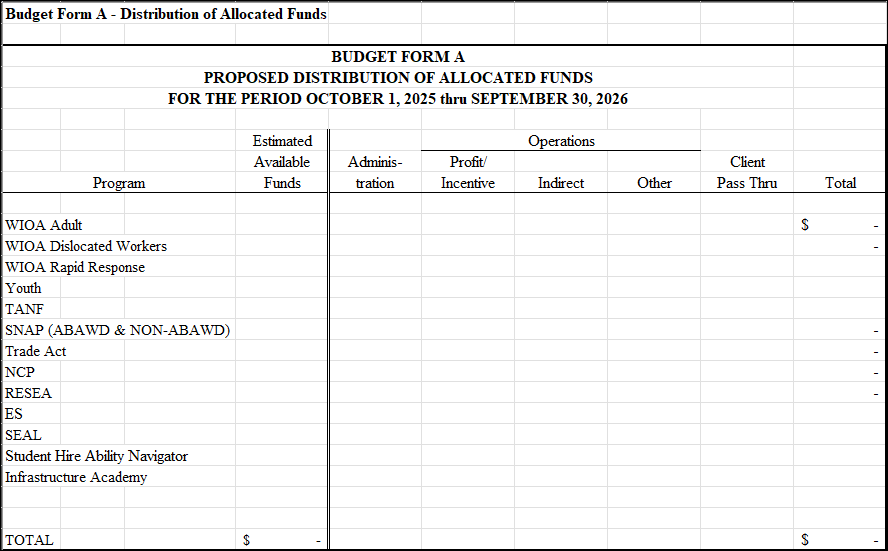 Budget Form A - Distribution of Allocated Funds
BUDGET FORM A
PROPOSED DISTRIBUTION OF ALLOCATED FUNDS
FOR THE PERIOD OCTOBER 1, 2025 thru SEPTEMBER 30, 2026
Estimated Operations
Available Adminis- Profit/ Client
Program Funds tration Incentive Indirect Other Pass Thru Total
WIOA Adult $ -
WIOA Dislocated Workers -
WIOA Rapid Response
Youth
TANF
SNAP (ABAWD & NON-ABAWD) -
Trade Act -
NCP -
RESEA -
ES
SEAL
Student Hire Ability Navigator
Infrastructure Academy
TOTAL $ - $ -